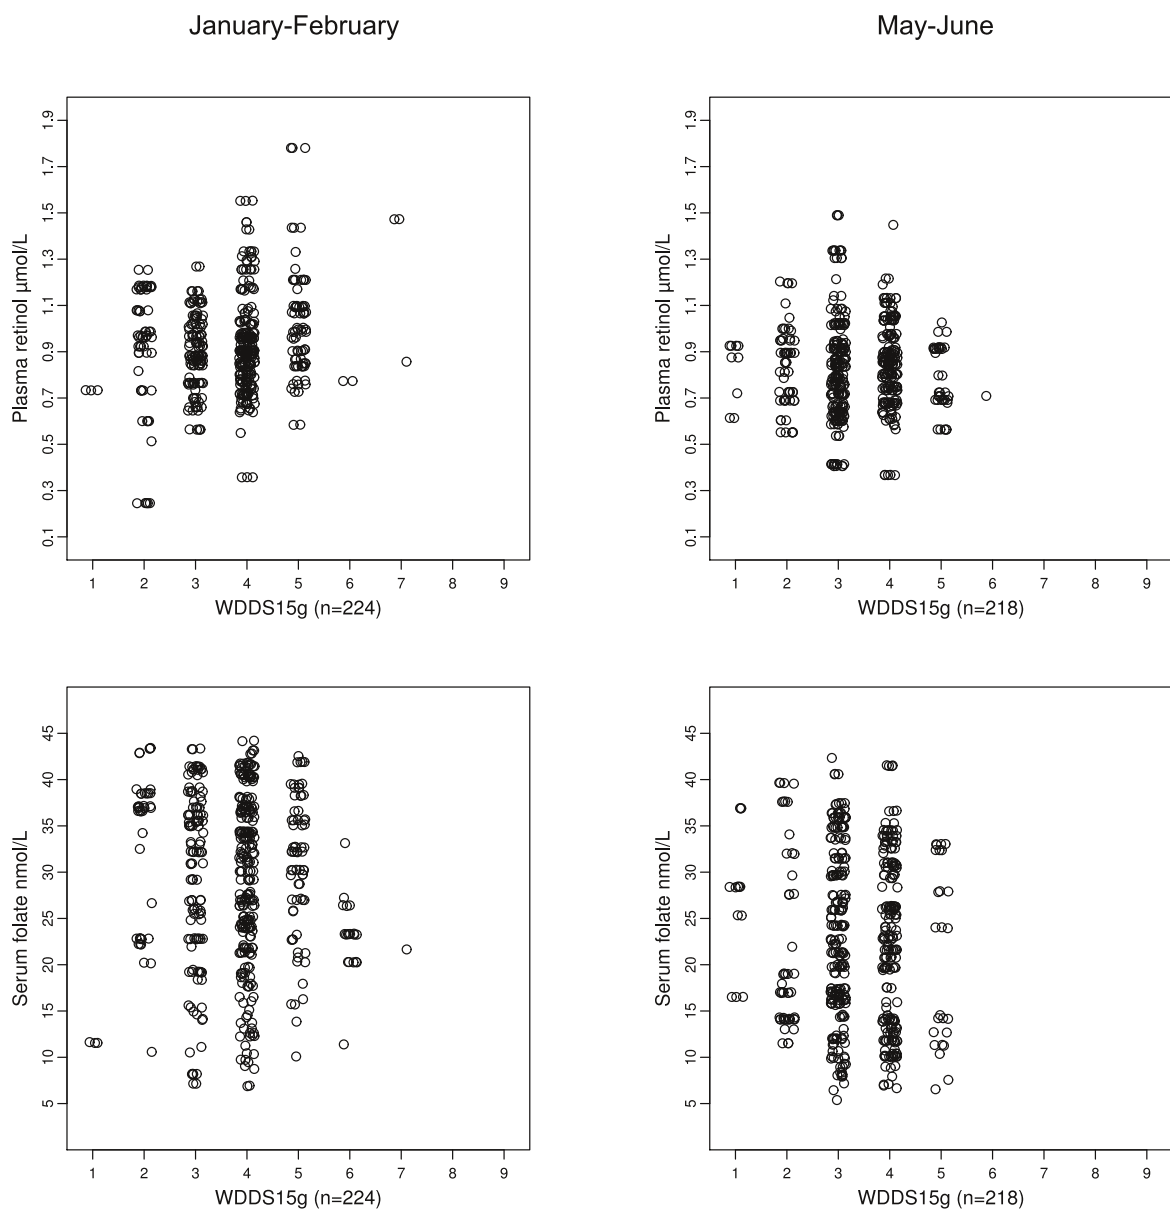 January-February
May-June
Plasma retinol µmol/L
0.1 0.3 0.5 0.7 0.9 1.1 1.3 1.5 1.7 1.9
1 2 3 4 5 6 7 8 9
WDDS15g (n=224)
Plasma retinol µmol/L
0.1 0.3 0.5 0.7 0.9 1.1 1.3 1.5 1.7 1.9
1 2 3 4 5 6 7 8 9
WDDS15g (n=218)
Serum folate nmol/L
5 10 15 20 25 30 35 40 45
1 2 3 4 5 6 7 8 9
WDDS15g (n=224)
Serum folate nmol/L
5 10 15 20 25 30 35 40 45
1 2 3 4 5 6 7 8 9
WDDS15g (n=218)